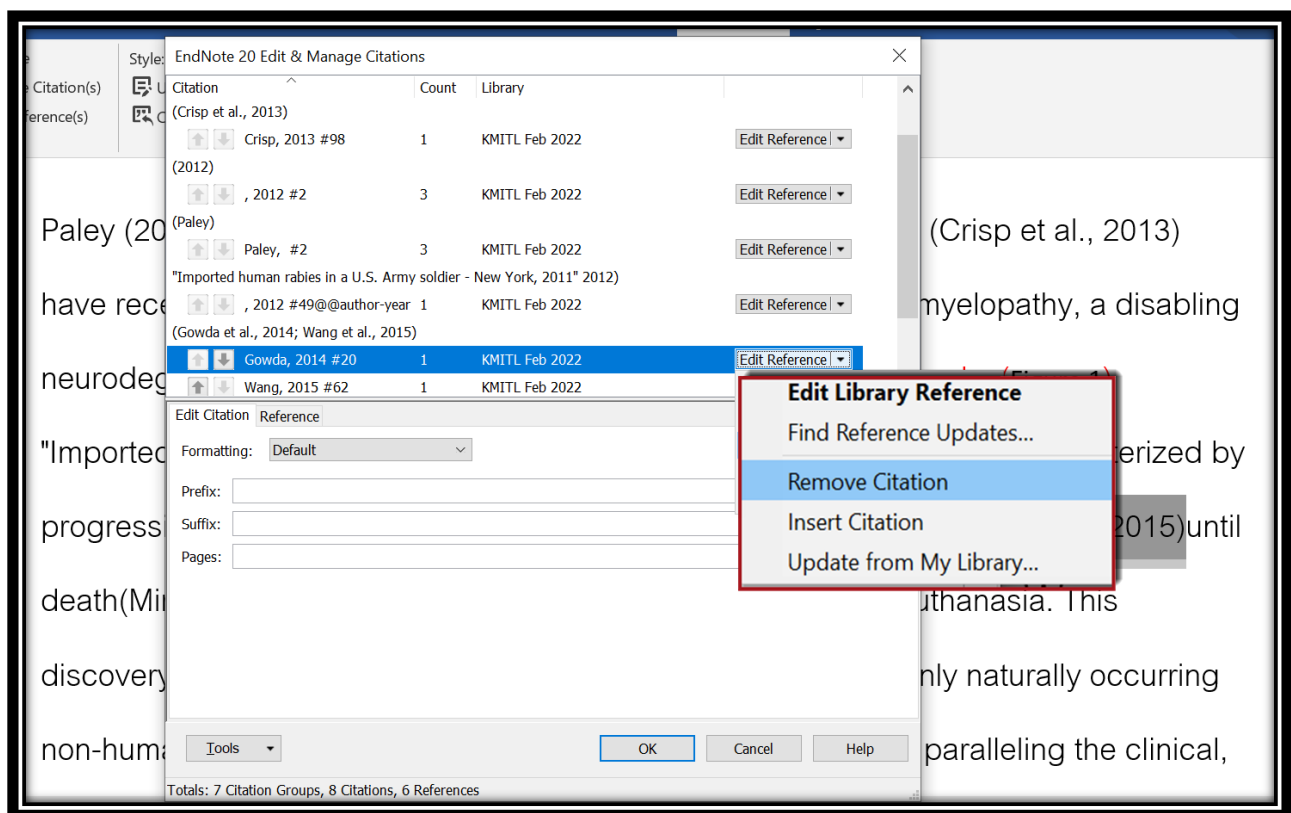 Style:
Citation(s)
EndNote 20 Edit & Manage Citations
Citation Count Library
(Crisp et al., 2013)
Crisp, 2013 #98 1 KMITL Feb 2022 Edit Reference
(2012)
, 2012 #2 3 KMITL Feb 2022 Edit Reference
(Paley)
Paley, #2 3 KMITL Feb 2022 Edit Reference
"Imported human rabies in a U.S. Army soldier - New York, 2011" 2012)
, 2012 #49@@author-year 1 KMITL Feb 2022 Edit Reference
(Gowda et al., 2014; Wang et al., 2015)
Gowda, 2014 #20 1 KMITL Feb 2022 Edit Reference
Wang, 2015 #62 1 KMITL Feb 2022
Edit Library Reference
Find Reference Updates...
Remove Citation
Insert Citation
Update from My Library...
Edit Citation Reference
Formatting: Default
Prefix:
Suffix:
Pages:
Tools OK Cancel Help
Totals: 7 Citation Groups, 8 Citations, 6 References
Paley (20 (Crisp et al., 2013)
have rece myelopathy, a disabling
neurodeg
"Imported terized by
progressi 2015)until
death(Mi uthanasia. This
discovery nly naturally occurring
non-huma paralleling the clinical,